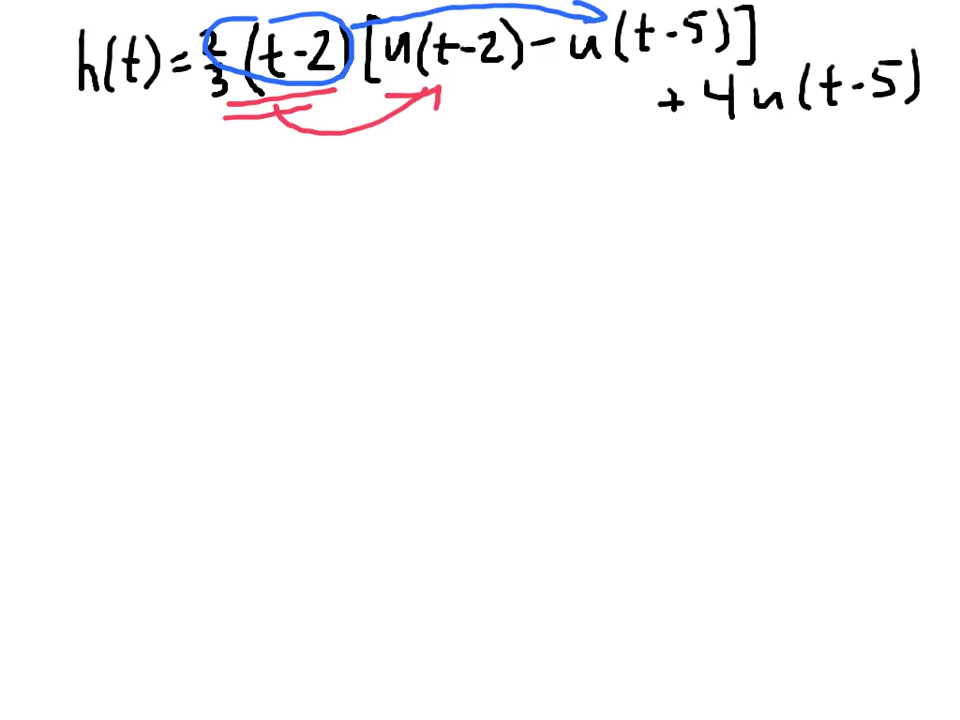 h(t) = 2/3 (t-2) [u(t-2) - u(t-5)]
+ 4u(t-5)